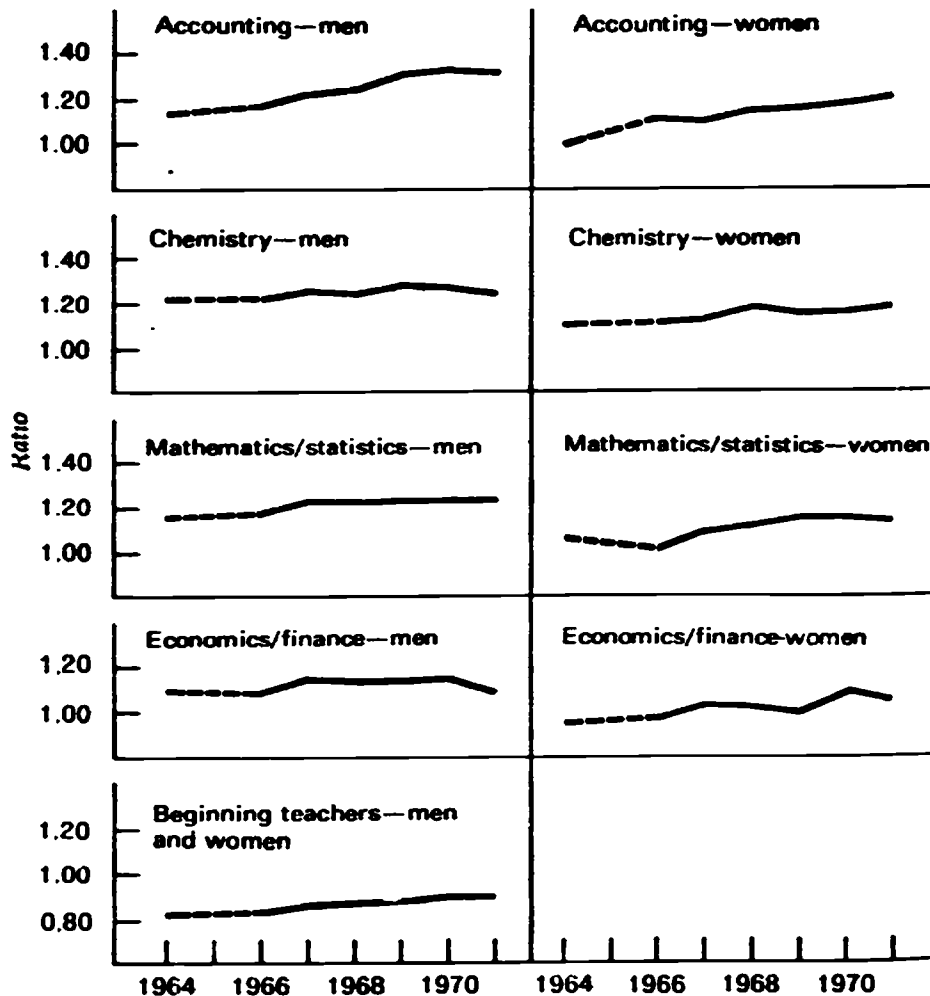 Accounting—men
Accounting—women
1.40
1.20
1.00
Chemistry—men
Chemistry—women
1.40
1.20
1.00
Ratio
Mathematics/statistics—men
Mathematics/statistics—women
1.40
1.20
1.00
Economics/finance—men
Economics/finance-women
1.20
1.00
Beginning teachers—men
and women
1.20
1.00
0.80
1964 1966 1968 1970 1964 1966 1968 1970